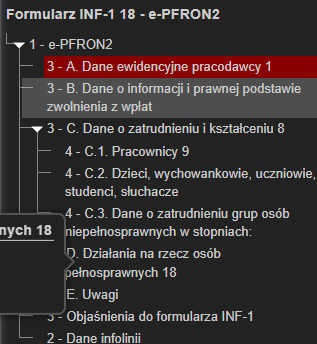 Formularz INF-1 18 - e-PFRON2
1 - e-PFRON2
3 - A. Dane ewidencyjne pracodawcy 1
3 - B. Dane o informacji i prawnej podstawie
zwolnienia z wpłat
3 - C. Dane o zatrudnieniu i kształceniu 8
4 - C.1. Pracownicy 9
4 - C.2. Dzieci, wychowankowie, uczniowie,
studenci, słuchacze
4 - C.3. Dane o zatrudnieniu grup osób
niepełnosprawnych w stopniach:
nych 18
D. Działania na rzecz osób
pełnosprawnych 18
E. Uwagi
3 - Objaśnienia do formularza INF-1
2 - Dane infolinii